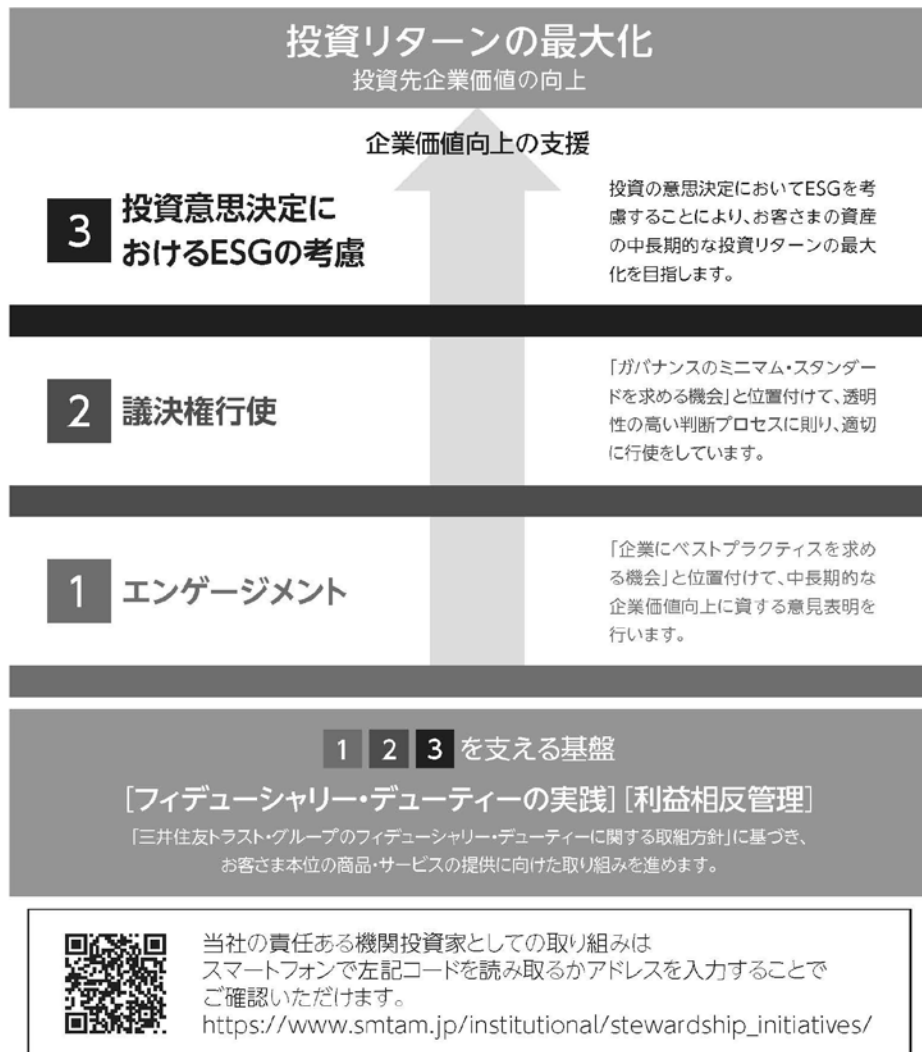 投資リターンの最大化
投資先企業価値の向上
企業価値向上の支援
3
投資意思決定に
おけるESGの考慮
投資の意思決定においてESGを考
慮することにより、お客さまの資産
の中長期的な投資リターンの最大
化を目指します。
2
議決権行使
「ガバナンスのミニマム・スタンダー
ドを求める機会」と位置付けて、透明
性の高い判断プロセスに則り、適切
に行使をしています。
1
エンゲージメント
「企業にベストプラクティスを求め
る機会」と位置付けて、中長期的な
企業価値向上に資する意見表明を
行います。
1 2 3 を支える基盤
[フィデューシャリー・デューティーの実践] [利益相反管理]
「三井住友トラスト・グループのフィデューシャリー・デューティーに関する取組方針」に基づき、
お客さま本位の商品・サービスの提供に向けた取り組みを進めます。
当社の責任ある機関投資家としての取り組みは
スマートフォンで左記コードを読み取るかアドレスを入力することで
ご確認いただけます。
https://www.smtam.jp/institutional/stewardship_initiatives/